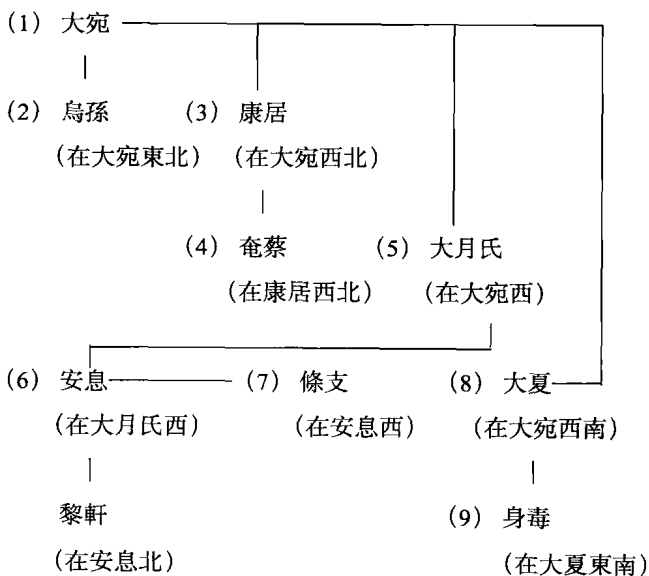 (1) 大宛
(2) 烏孫 (3) 康居
(在大宛東北) (在大宛西北)
(4) 奄蔡 (5) 大月氏
(在康居西北) (在大宛西)
(6) 安息 (7) 條支 (8) 大夏
(在大月氏西) (在安息西) (在大宛西南)
黎軒 (9) 身毒
(在安息北) (在大夏東南)